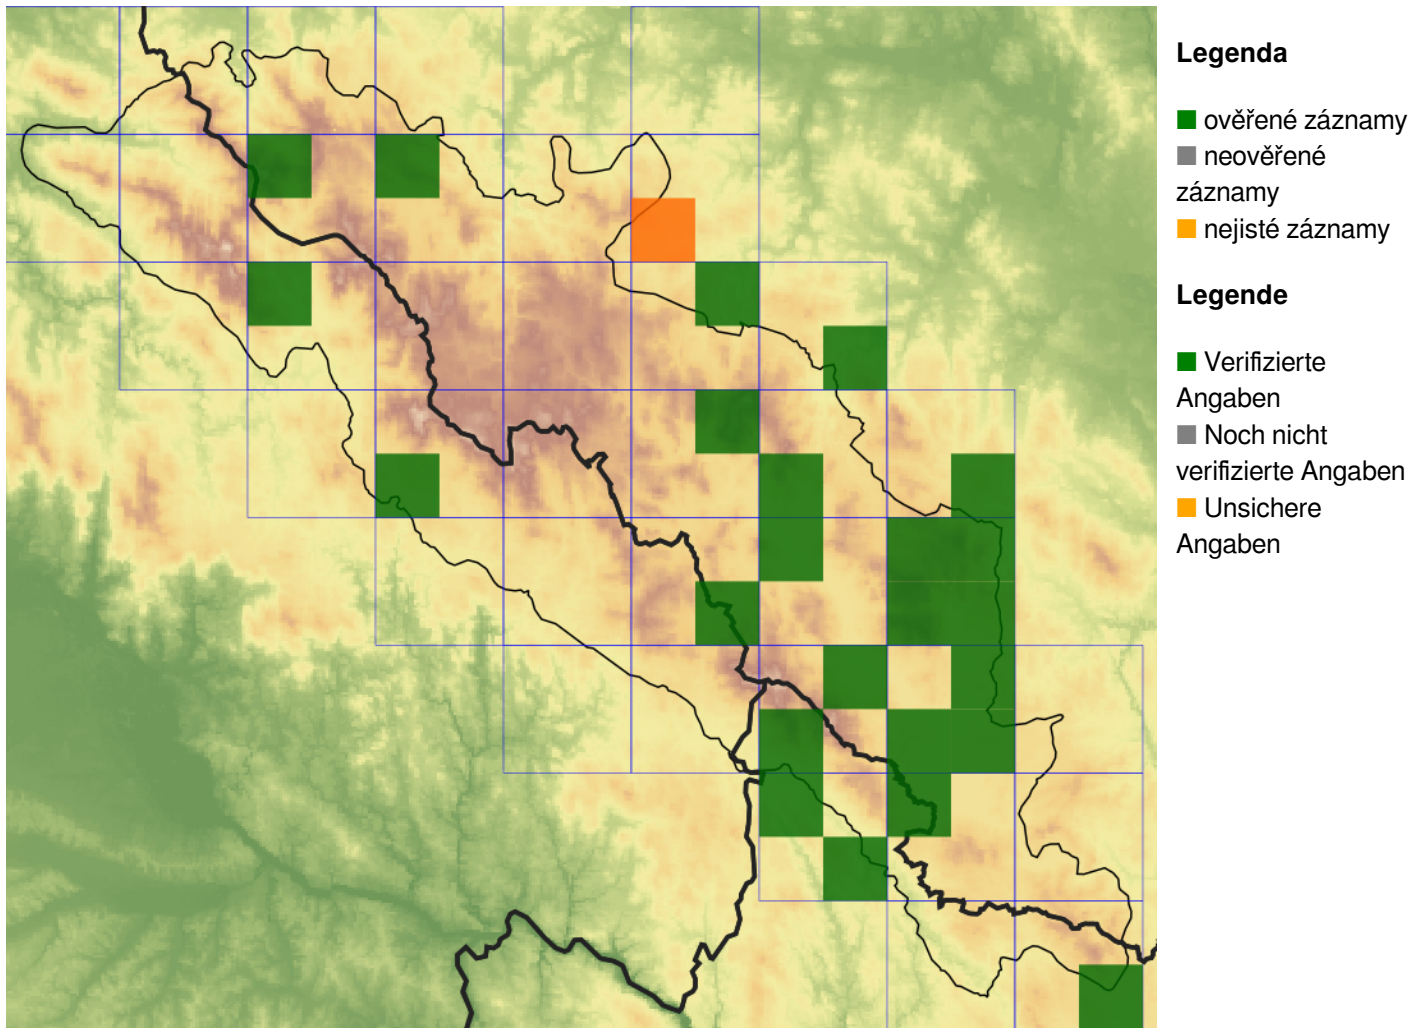 Legenda
ověřené záznamy
neověřené
záznamy
nejisté záznamy
Legende
Verifizierte
Angaben
Noch nicht
verifizierte Angaben
Unsichere
Angaben